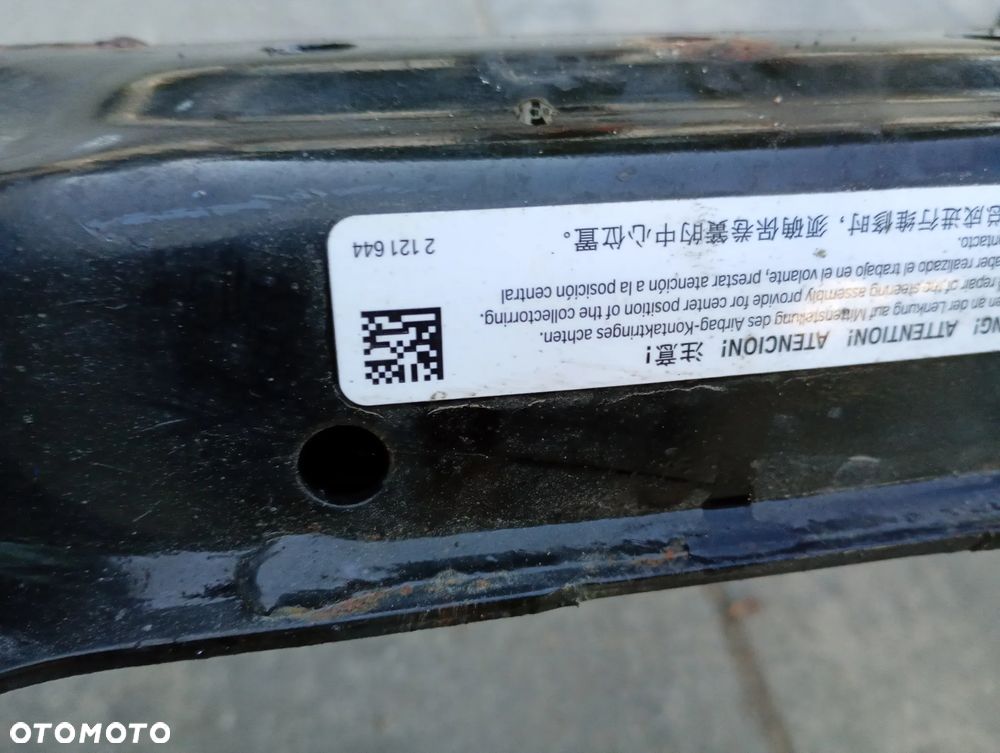 NG! ATTENTION! ATENCION! 注意!
en an der Lenkung auf Mittenstellung des Airbag-Kontaktringes achten.
repair of the steering assembly provide for center position of the collectorring.
aber realizado el trabajo en el volante, prestar atención a la posición central
ontacto.
总成进行维修时，须确保卷簧的中心位置。
2 121 644
OTOMOTO